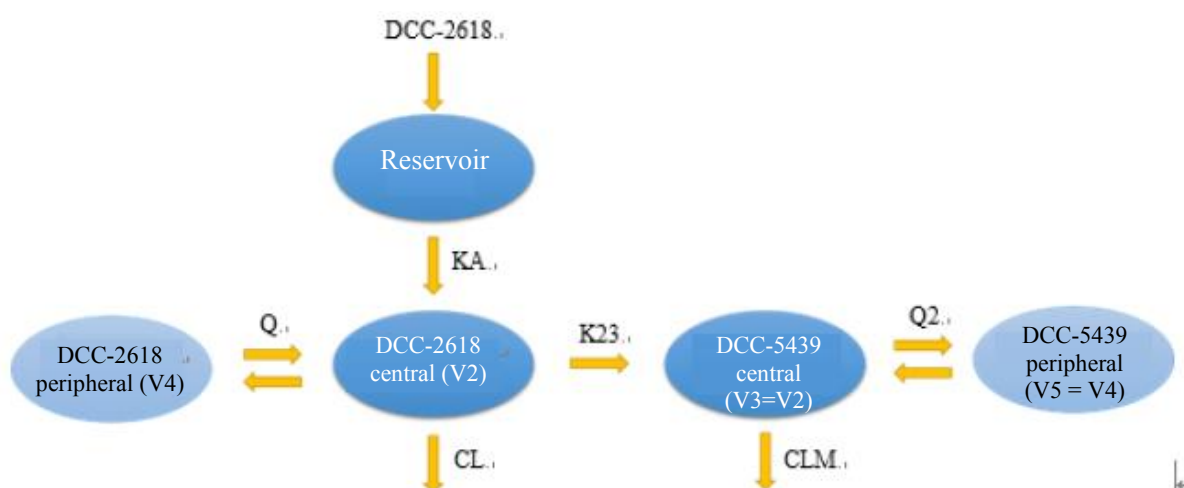 DCC-2618
Reservoir
KA
Q
K23
Q2
DCC-2618
peripheral (V4)
DCC-2618
central (V2)
DCC-5439
central
(V3=V2)
DCC-5439
peripheral
(V5 = V4)
CL
CLM